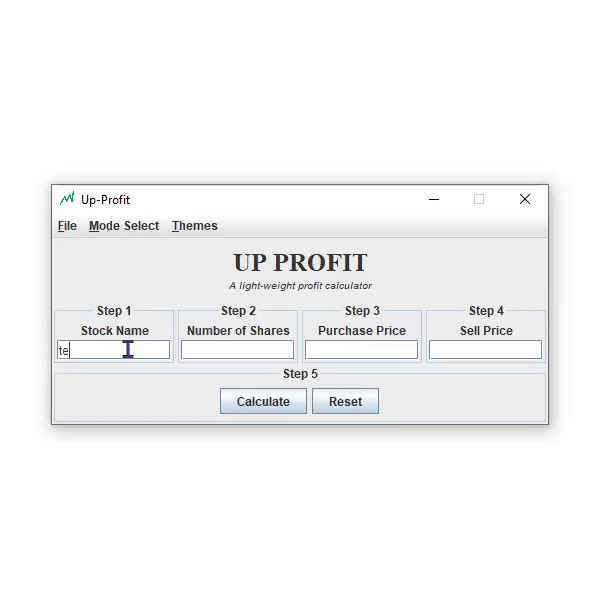 Up-Profit
File Mode Select Themes
UP PROFIT
A light-weight profit calculator
Step 1 Step 2 Step 3 Step 4
Stock Name Number of Shares Purchase Price Sell Price
te
Step 5
Calculate Reset